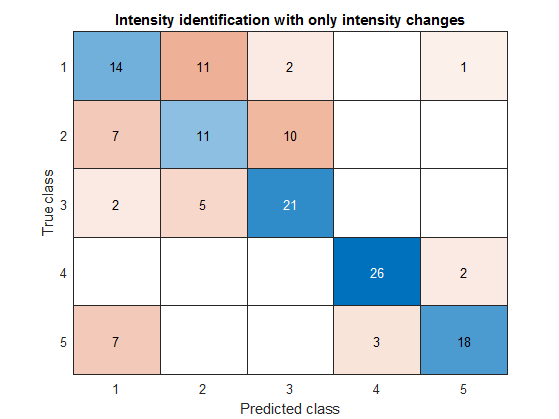 Intensity identification with only intensity changes
True class
1 14 11 2 1
2 7 11 10
3 2 5 21
4 26 2
5 7 3 18
1 2 3 4 5
Predicted class